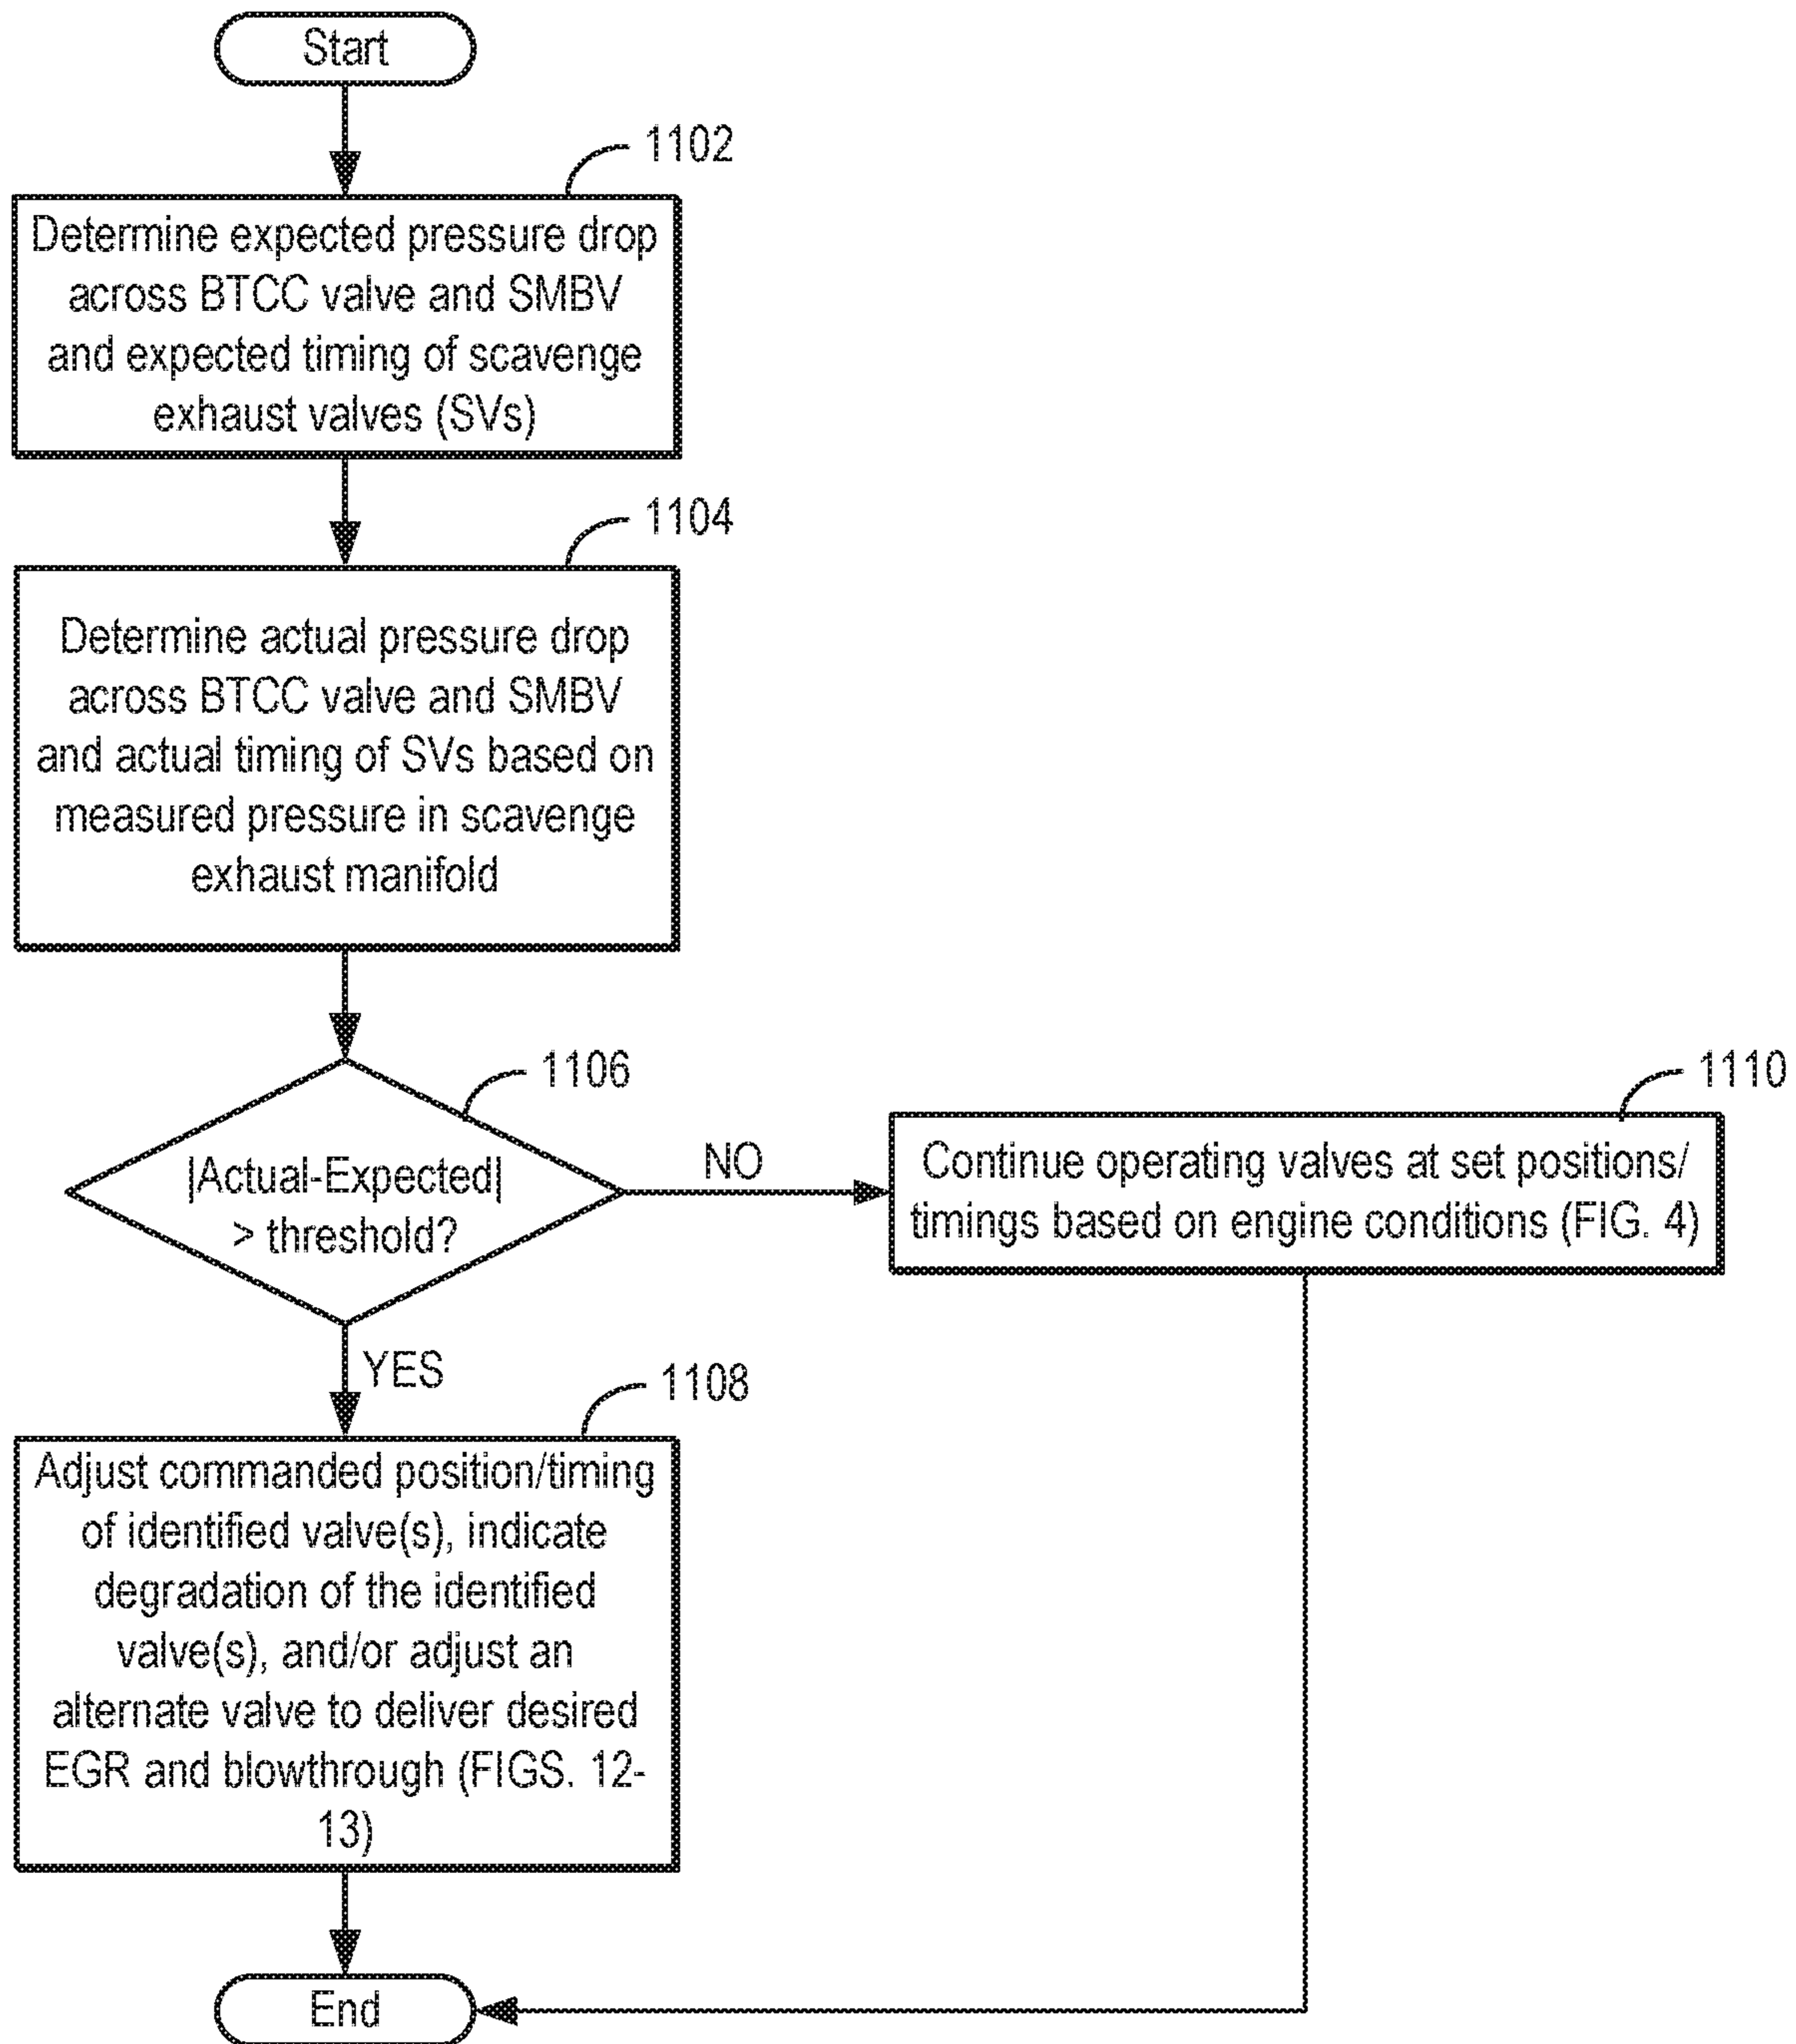 Start
1102
Determine expected pressure drop
across BTCC valve and SMBV
and expected timing of scavenge
exhaust valves (SVs)
1104
Determine actual pressure drop
across BTCC valve and SMBV
and actual timing of SVs based on
measured pressure in scavenge
exhaust manifold
1106
|Actual-Expected|
> threshold?
NO
1110
Continue operating valves at set positions/
timings based on engine conditions (FIG. 4)
YES
1108
Adjust commanded position/timing
of identified valve(s), indicate
degradation of the identified
valve(s), and/or adjust an
alternate valve to deliver desired
EGR and blowthrough (FIGS. 12-
13)
End